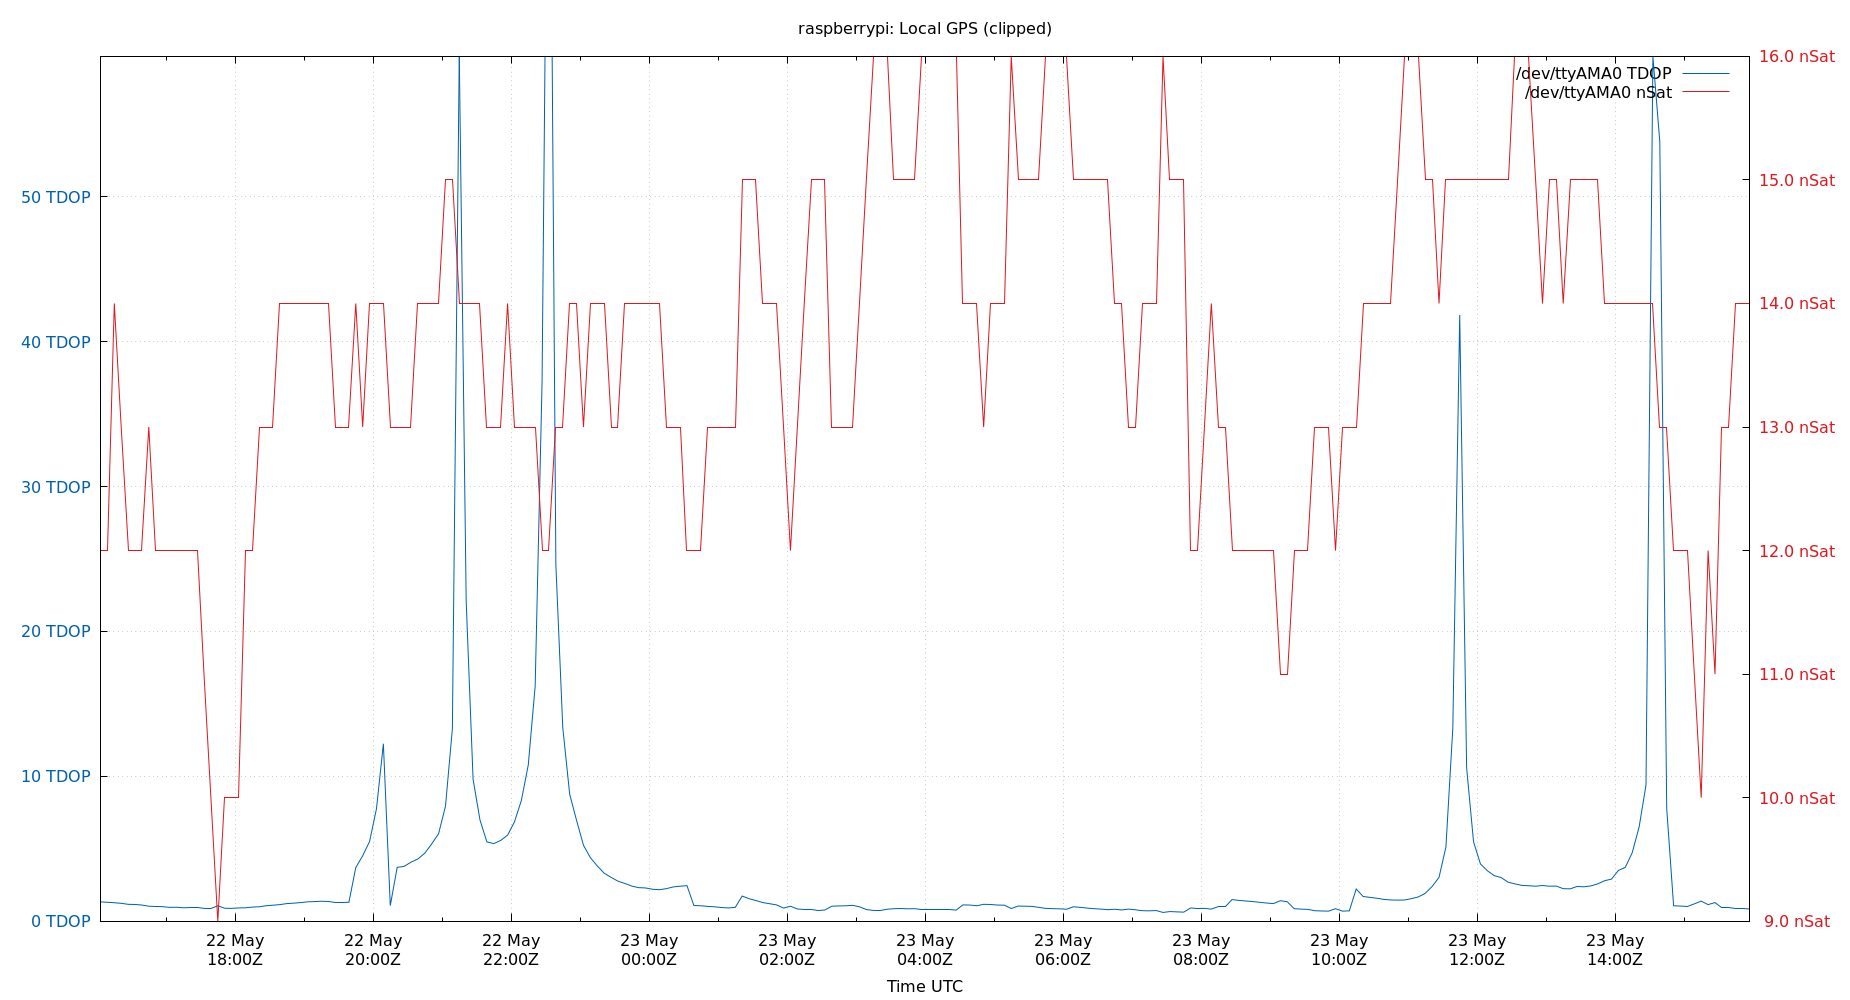 raspberrypi: Local GPS (clipped)
/dev/ttyAMA0 TDOP
/dev/ttyAMA0 nSat
50 TDOP
40 TDOP
30 TDOP
20 TDOP
10 TDOP
0 TDOP
16.0 nSat
15.0 nSat
14.0 nSat
13.0 nSat
12.0 nSat
11.0 nSat
10.0 nSat
9.0 nSat
22 May
18:00Z
22 May
20:00Z
22 May
22:00Z
23 May
00:00Z
23 May
02:00Z
23 May
04:00Z
23 May
06:00Z
23 May
08:00Z
23 May
10:00Z
23 May
12:00Z
23 May
14:00Z
Time UTC